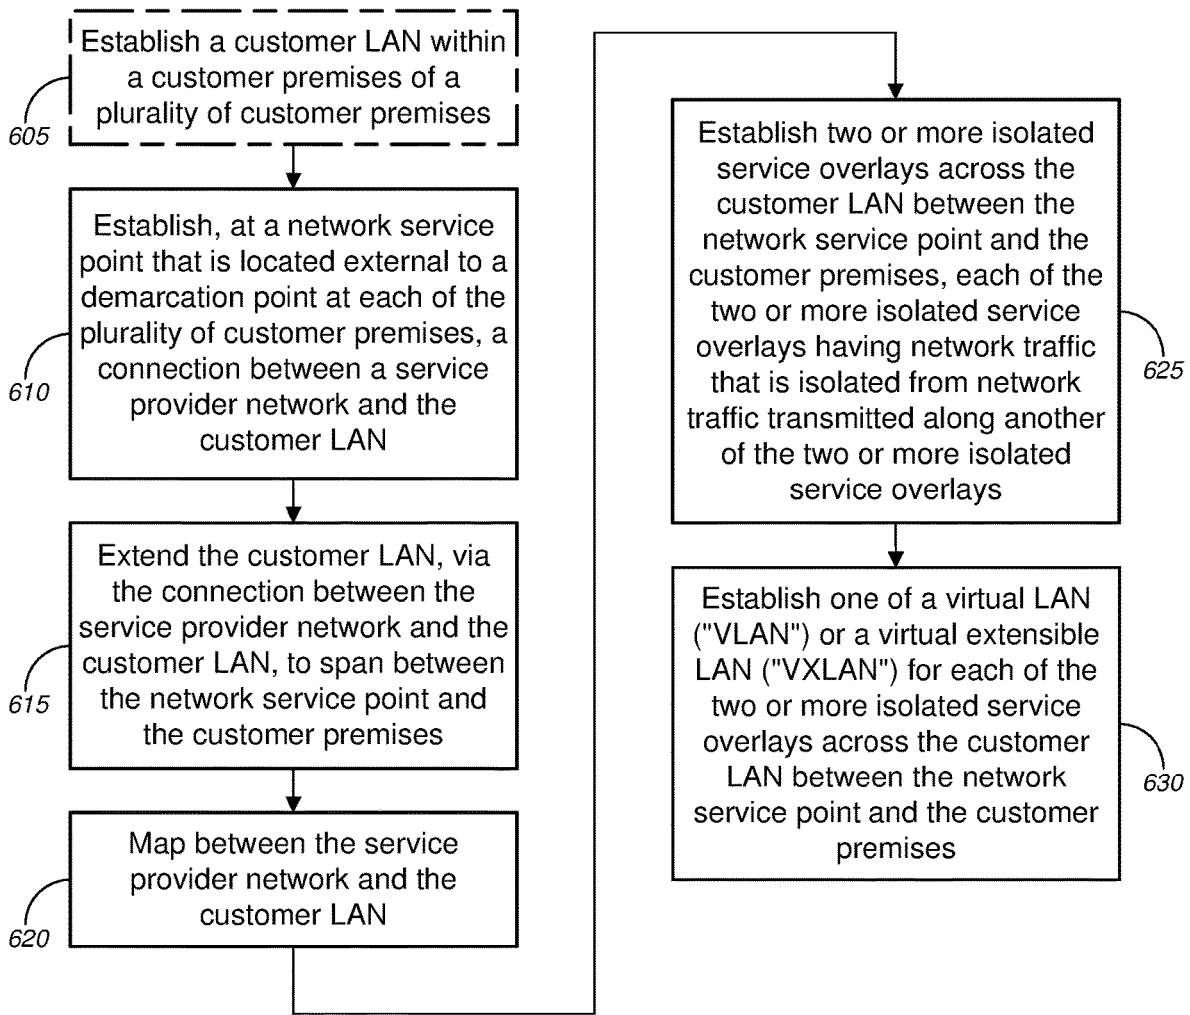 Establish a customer LAN within
a customer premises of a
plurality of customer premises
605
Establish, at a network service
point that is located external to a
demarcation point at each of the
plurality of customer premises, a
connection between a service
provider network and the
customer LAN
610
Extend the customer LAN, via
the connection between the
service provider network and the
customer LAN, to span between
the network service point and
the customer premises
615
Map between the service
provider network and the
customer LAN
620
Establish two or more isolated
service overlays across the
customer LAN between the
network service point and the
customer premises, each of the
two or more isolated service
overlays having network traffic
that is isolated from network
traffic transmitted along another
of the two or more isolated
service overlays
625
Establish one of a virtual LAN
("VLAN") or a virtual extensible
LAN ("VXLAN") for each of the
two or more isolated service
overlays across the customer
LAN between the network
service point and the customer
premises
630